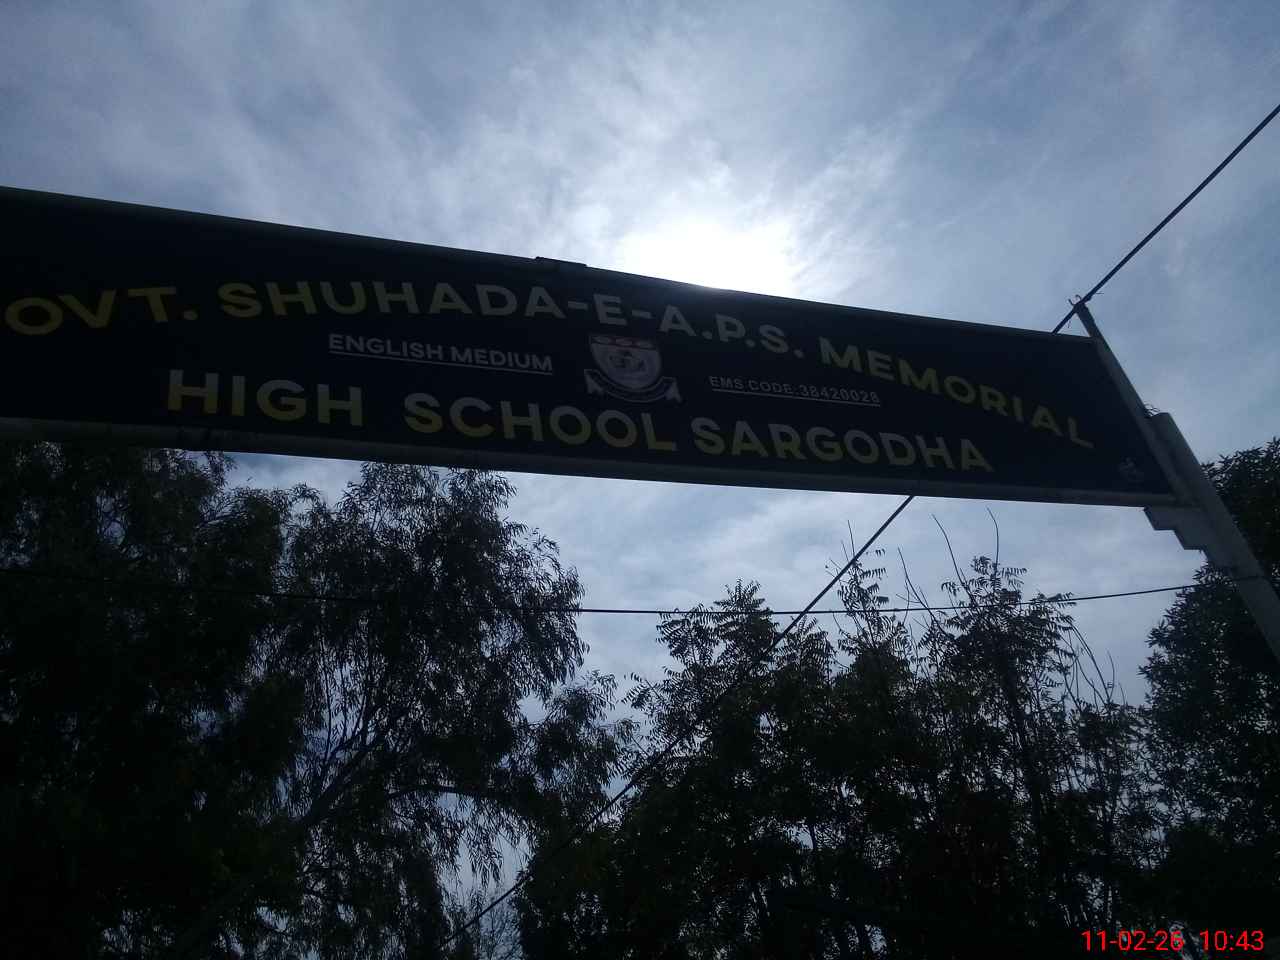 OVT. SHUHADA-E-A.P.S. MEMORIAL
ENGLISH MEDIUM
EMS CODE:38420028
HIGH SCHOOL SARGODHA
11-02-26 10:43